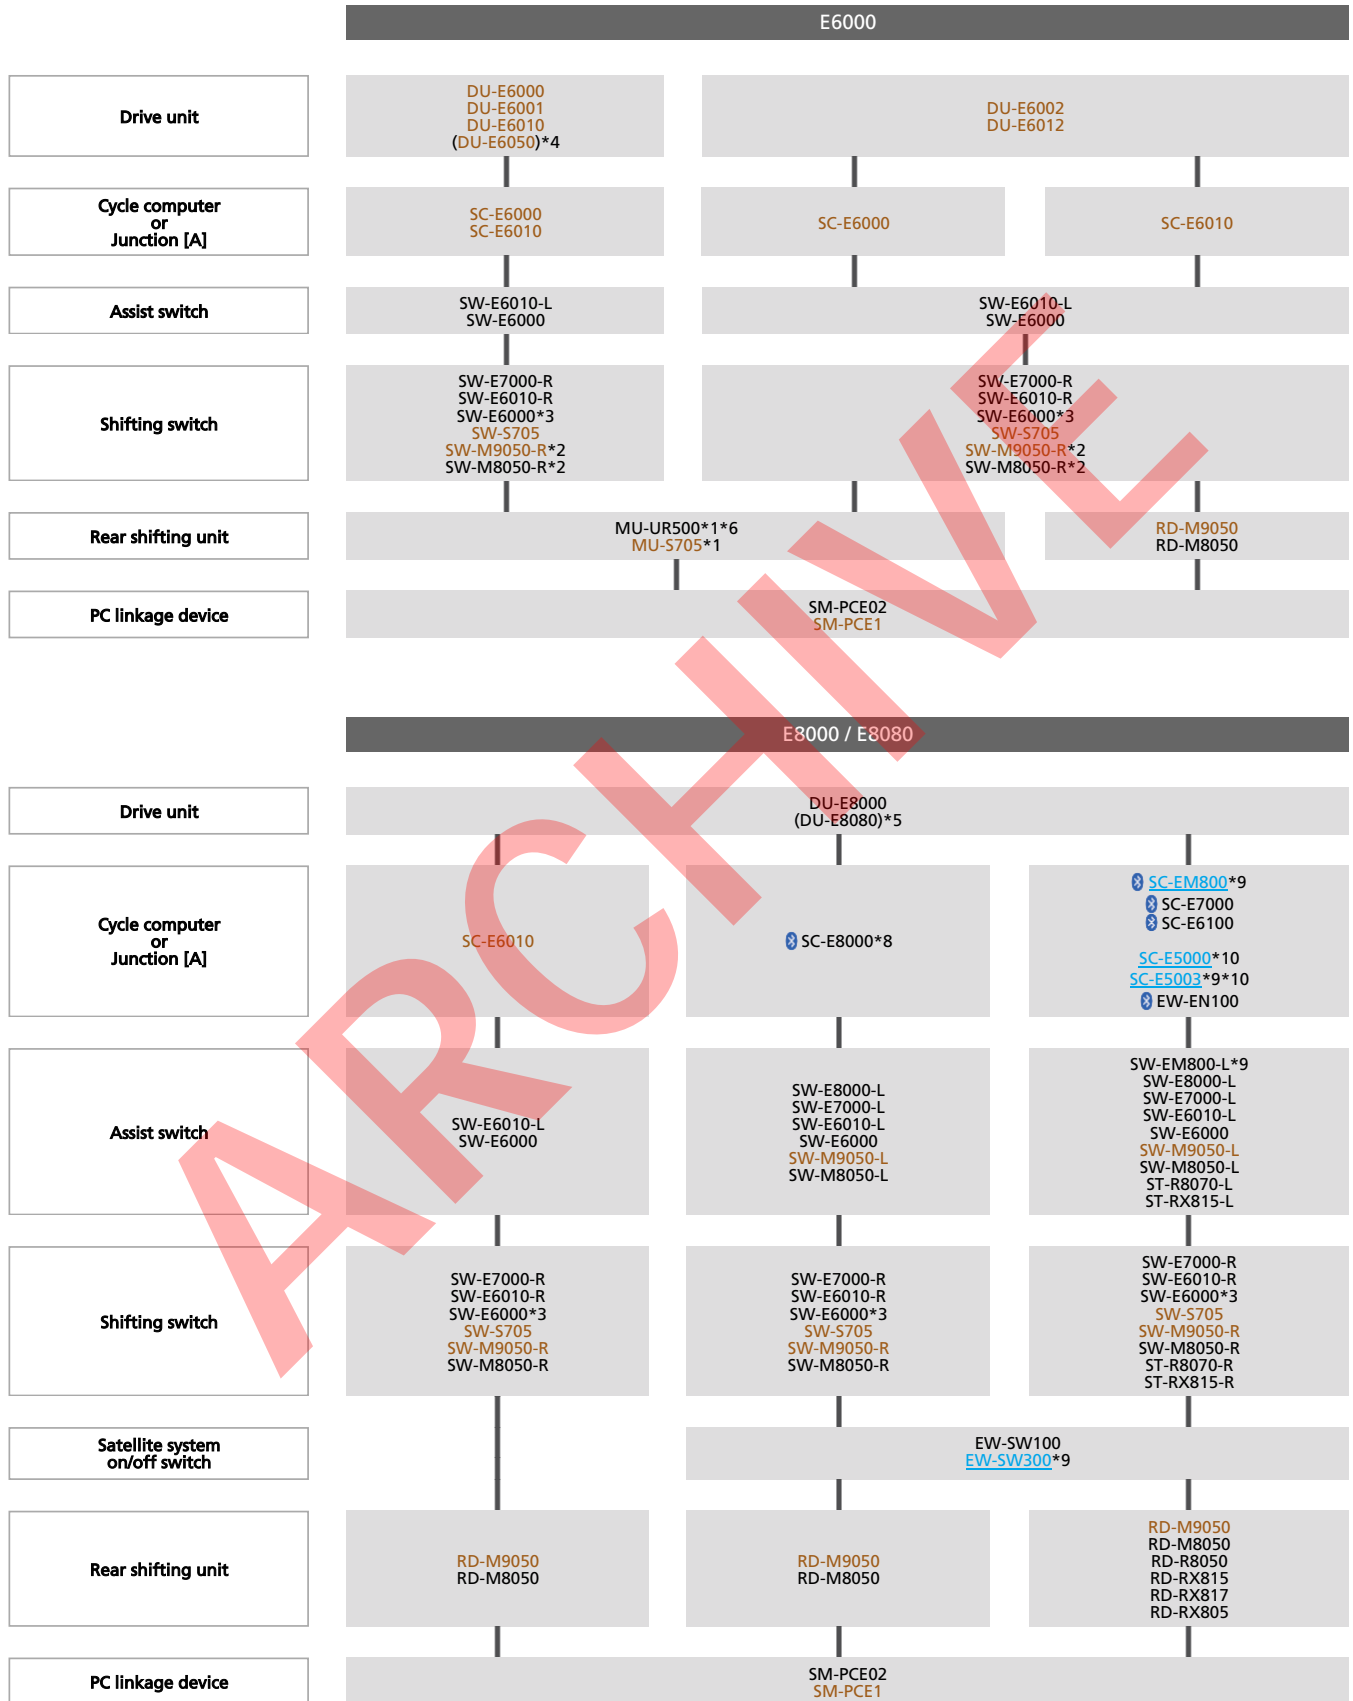 E6000
Drive unit
DU-E6000
DU-E6001
DU-E6010
(DU-E6050)*4
DU-E6002
DU-E6012
Cycle computer
or
Junction [A]
SC-E6000
SC-E6010
SC-E6000
SC-E6010
Assist switch
SW-E6010-L
SW-E6000
SW-E6010-L
SW-E6000
Shifting switch
SW-E7000-R
SW-E6010-R
SW-E6000*3
SW-S705
SW-M9050-R*2
SW-M8050-R*2
SW-E7000-R
SW-E6010-R
SW-E6000*3
SW-S705
SW-M9050-R*2
SW-M8050-R*2
Rear shifting unit
MU-UR500*1*6
MU-S705*1
RD-M9050
RD-M8050
PC linkage device
SM-PCE02
SM-PCE1
E8000 / E8080
Drive unit
DU-E8000
(DU-E8080)*5
Cycle computer
or
Junction [A]
SC-E6010
SC-E8000*8
SC-EM800*9
SC-E7000
SC-E6100
SC-E5000*10
SC-E5003*9*10
EW-EN100
Assist switch
SW-E6010-L
SW-E6000
SW-E8000-L
SW-E7000-L
SW-E6010-L
SW-E6000
SW-M9050-L
SW-M8050-L
SW-EM800-L*9
SW-E8000-L
SW-E7000-L
SW-E6010-L
SW-E6000
SW-M9050-L
SW-M8050-L
ST-R8070-L
ST-RX815-L
Shifting switch
SW-E7000-R
SW-E6010-R
SW-E6000*3
SW-S705
SW-M9050-R
SW-M8050-R
SW-E7000-R
SW-E6010-R
SW-E6000*3
SW-S705
SW-M9050-R
SW-M8050-R
SW-E7000-R
SW-E6010-R
SW-E6000*3
SW-S705
SW-M9050-R
SW-M8050-R
ST-R8070-R
ST-RX815-R
Satellite system
on/off switch
EW-SW100
EW-SW300*9
Rear shifting unit
RD-M9050
RD-M8050
RD-M9050
RD-M8050
RD-M9050
RD-M8050
RD-R8050
RD-RX815
RD-RX817
RD-RX805
PC linkage device
SM-PCE02
SM-PCE1
ARCHIVE